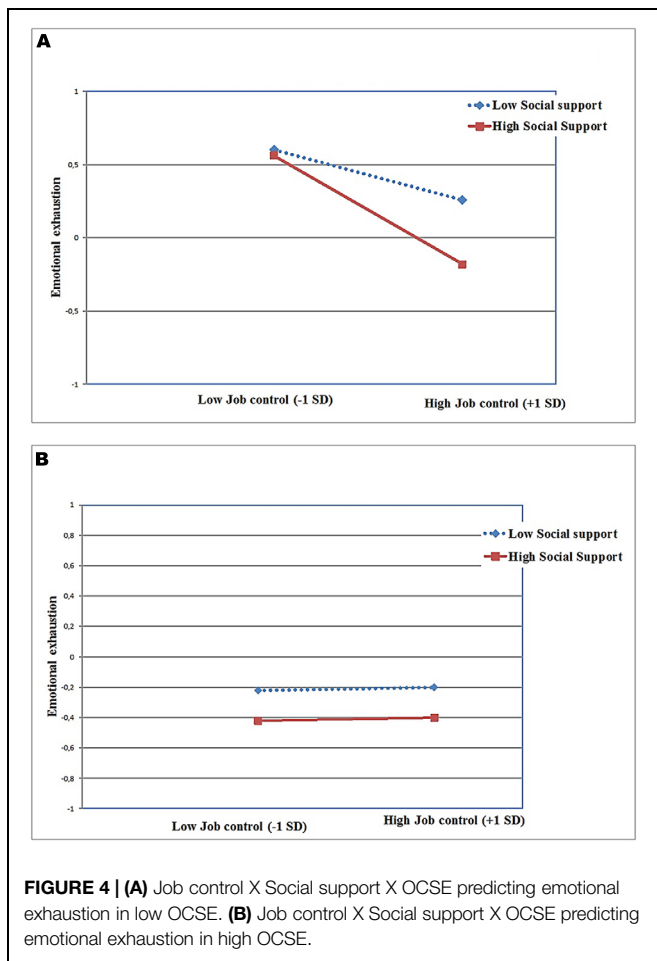 A
1
0,5
0
-0,5
-1
Emotional exhaustion
Low Social support
High Social Support
Low Job control (-1 SD)
High Job control (+1 SD)
B
1
0,8
0,6
0,4
0,2
0
-0,2
-0,4
-0,6
-0,8
-1
Emotional exhaustion
Low Social support
High Social Support
Low Job control (-1 SD)
High Job control (+1 SD)
FIGURE 4 | (A) Job control X Social support X OCSE predicting emotional
exhaustion in low OCSE. (B) Job control X Social support X OCSE predicting
emotional exhaustion in high OCSE.